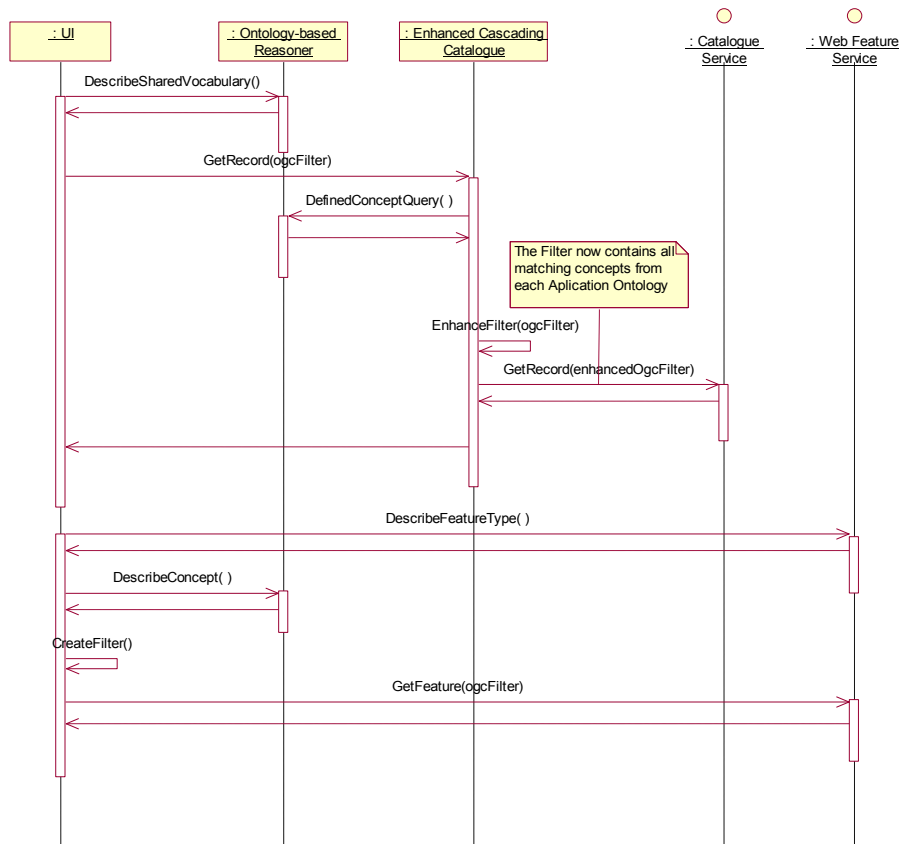 : UI
: Ontology-based
Reasoner
: Enhanced Cascading
Catalogue
: Catalogue
Service
: Web Feature
Service
DescribeSharedVocabulary()
GetRecord(ogcFilter)
DefinedConceptQuery( )
The Filter now contains all
matching concepts from
each Aplication Ontology
EnhanceFilter(ogcFilter)
GetRecord(enhancedOgcFilter)
DescribeFeatureType( )
DescribeConcept( )
CreateFilter()
GetFeature(ogcFilter)